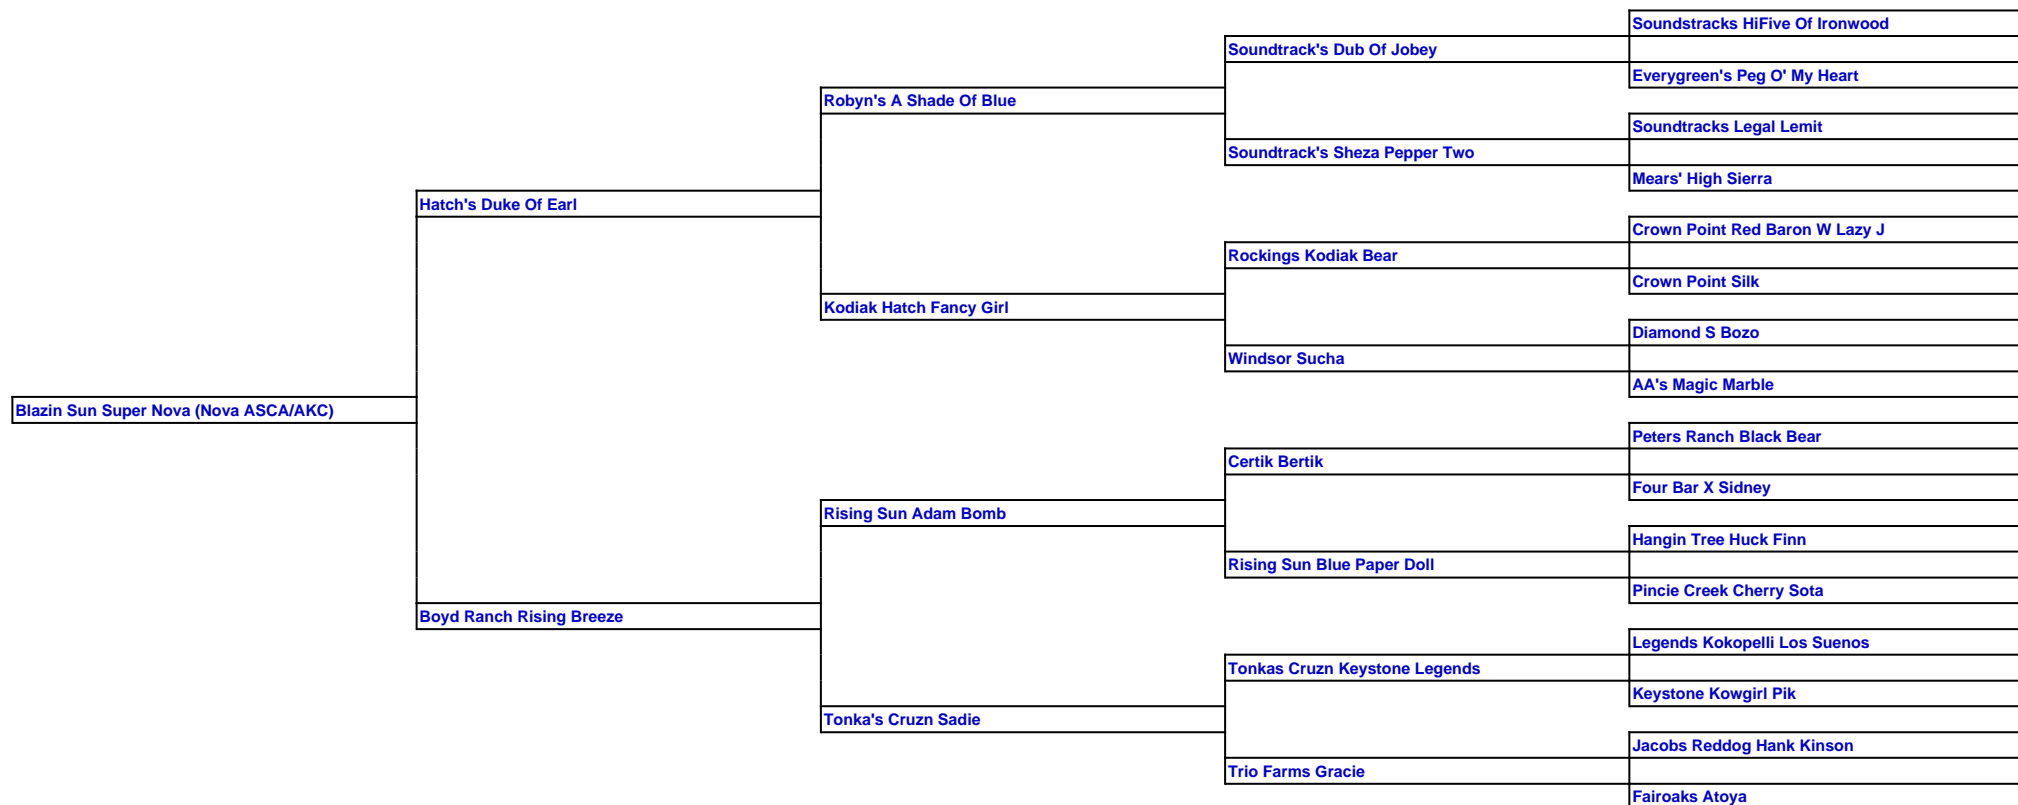 Soundstracks HiFive Of Ironwood
Soundtrack's Dub Of Jobey
Everygreen's Peg O' My Heart
Robyn's A Shade Of Blue
Soundtracks Legal Lemit
Soundtrack's Sheza Pepper Two
Mears' High Sierra
Hatch's Duke Of Earl
Crown Point Red Baron W Lazy J
Rockings Kodiak Bear
Crown Point Silk
Kodiak Hatch Fancy Girl
Diamond S Bozo
Windsor Sucha
AA's Magic Marble
Blazin Sun Super Nova (Nova ASCA/AKC)
Peters Ranch Black Bear
Certik Bertik
Four Bar X Sidney
Rising Sun Adam Bomb
Hangin Tree Huck Finn
Rising Sun Blue Paper Doll
Pincie Creek Cherry Sota
Boyd Ranch Rising Breeze
Legends Kokopelli Los Suenos
Tonkas Cruzn Keystone Legends
Keystone Kowgirl Pik
Tonka's Cruzn Sadie
Jacobs Reddog Hank Kinson
Trio Farms Gracie
Fairoaks Atoya